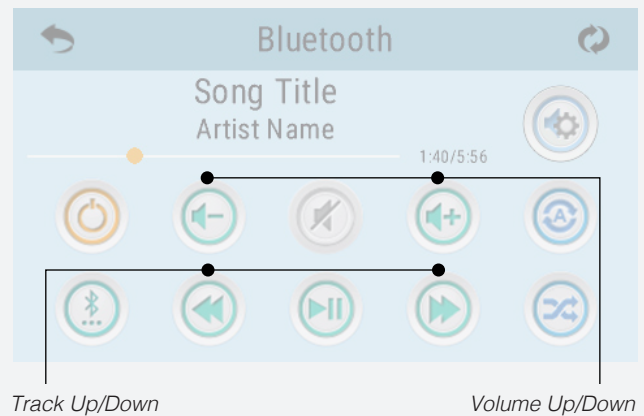 Bluetooth
Song Title
Artist Name
1:40/5:56
A
Track Up/Down
Volume Up/Down